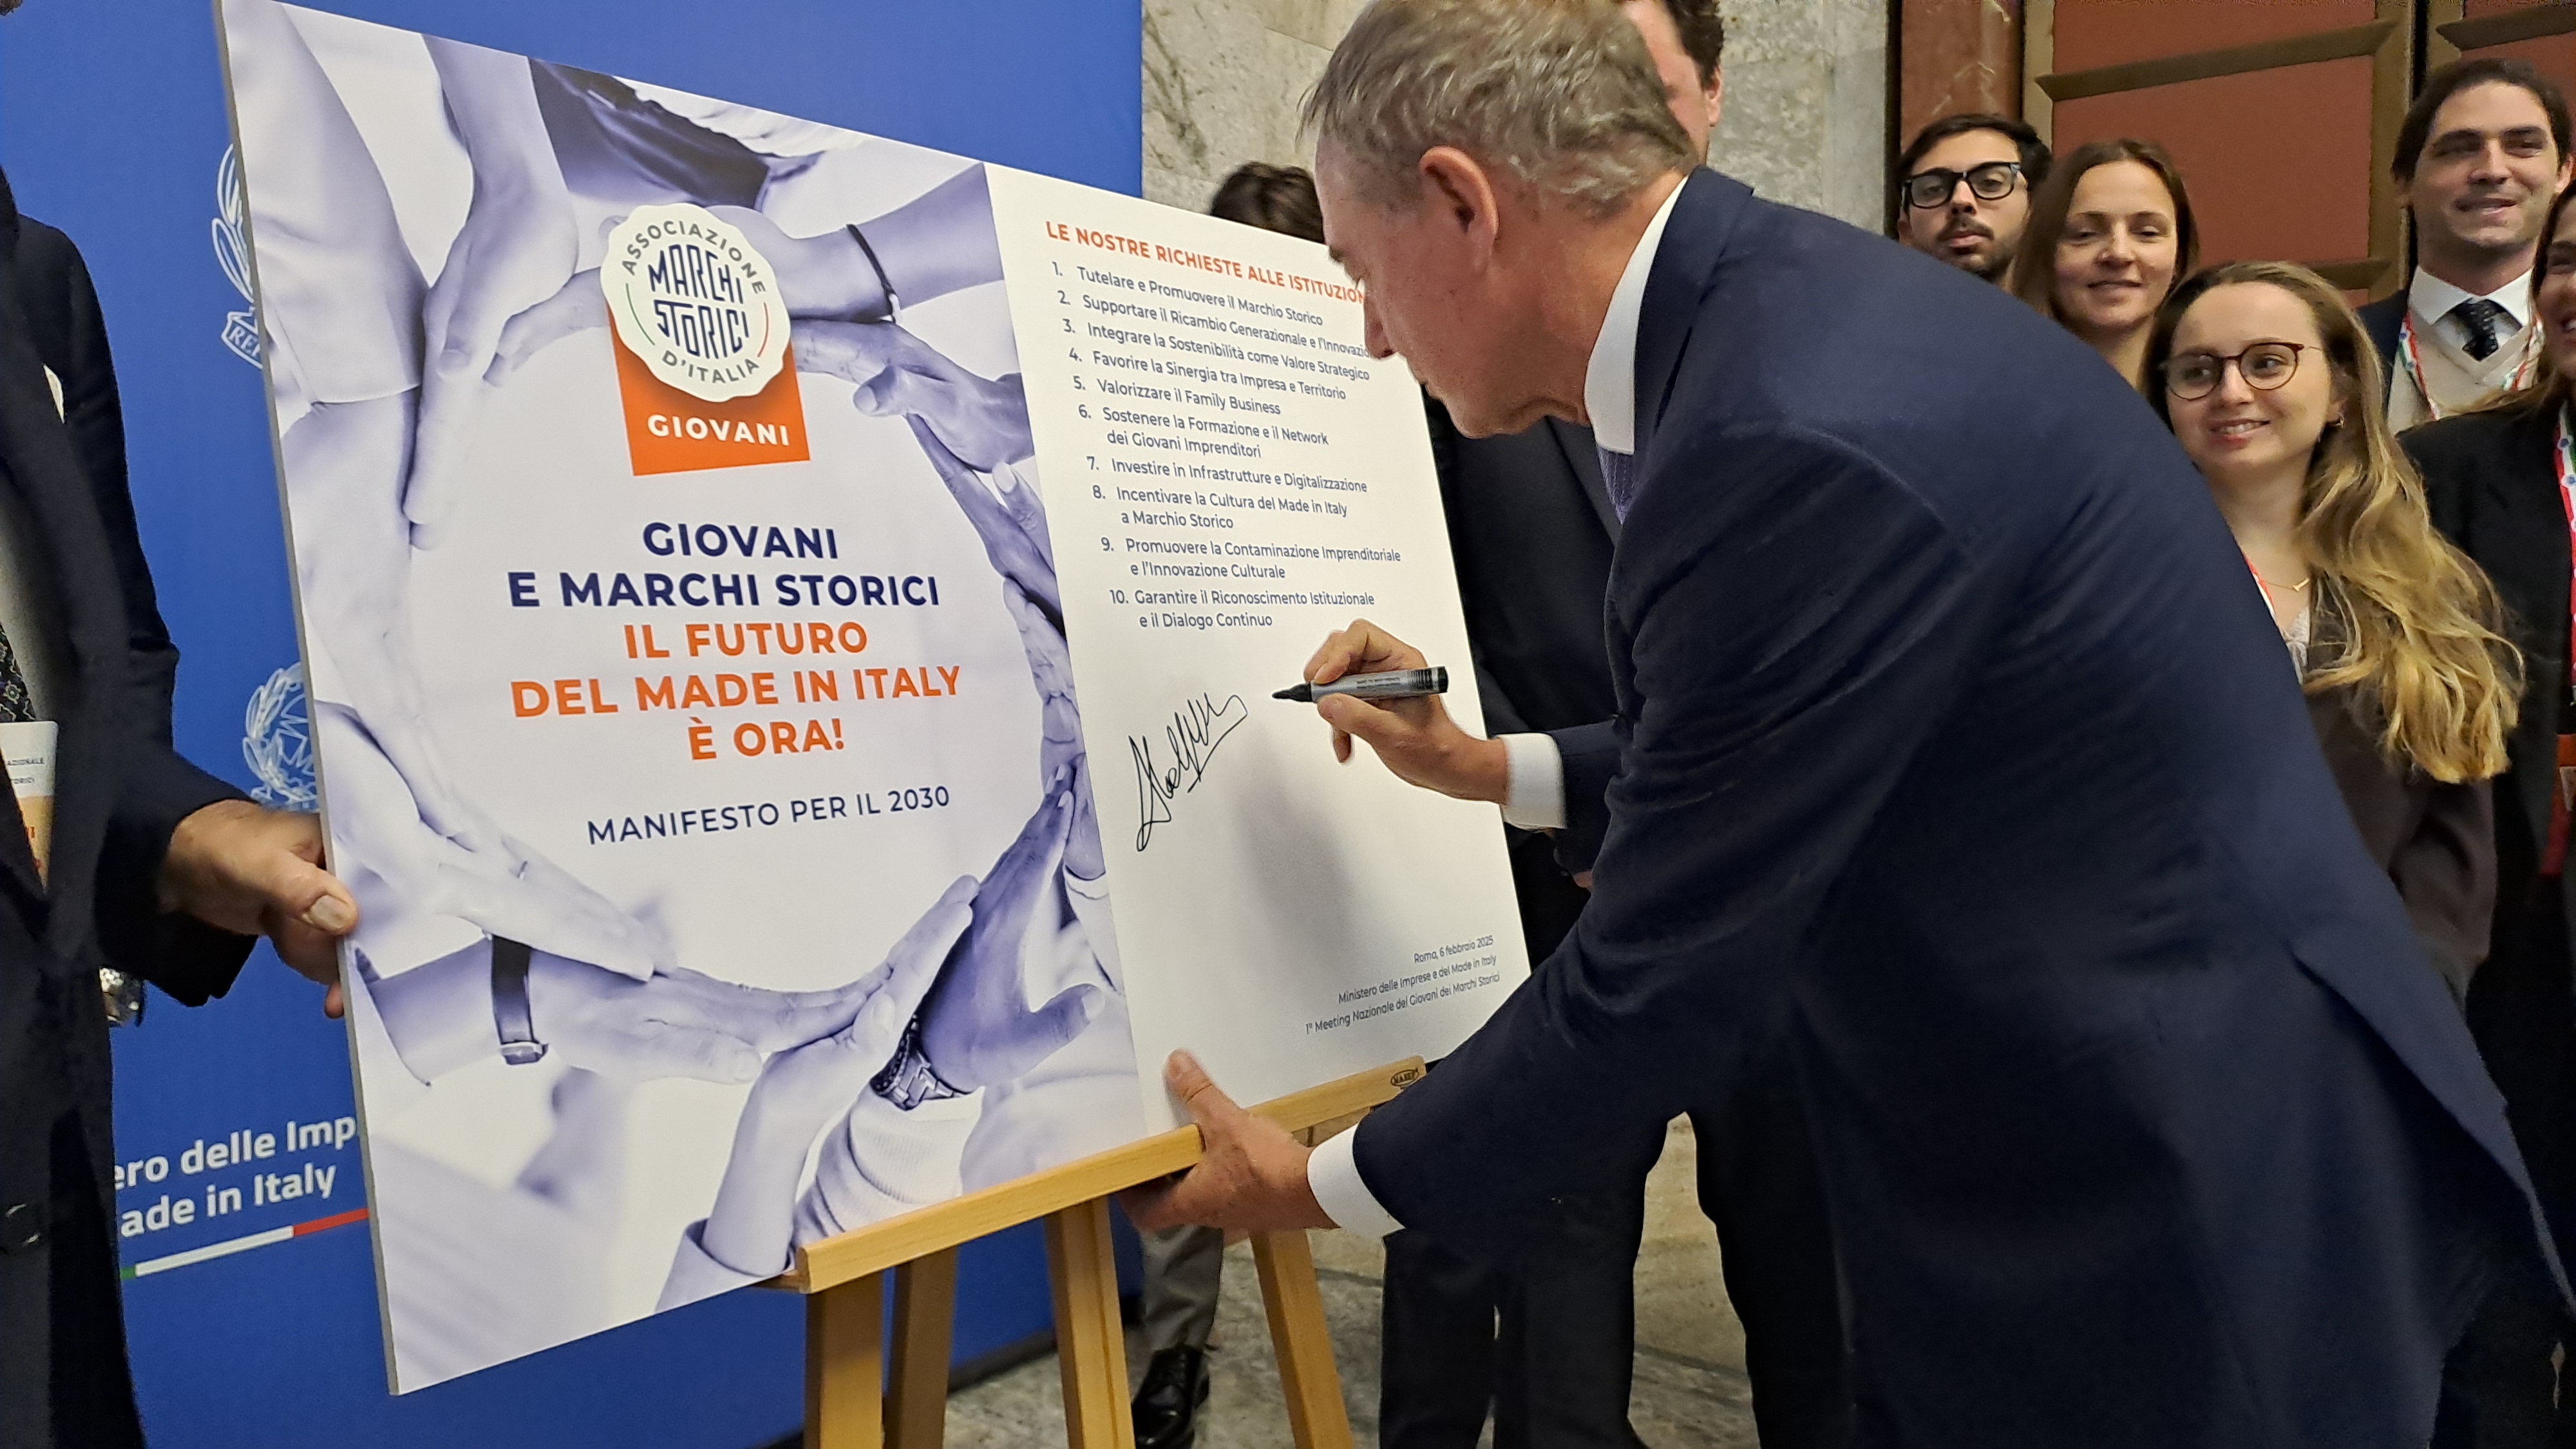 ASSOCIAZIONE
MARCHI
STORICI
D'ITALIA
GIOVANI
GIOVANI
E MARCHI STORICI
IL FUTURO
DEL MADE IN ITALY
È ORA!
MANIFESTO PER IL 2030
LE NOSTRE RICHIESTE ALLE ISTITUZION
1. Tutelare e Promuovere il Marchio Storico
2. Supportare il Ricambio Generazionale e l'Innovazio
3. Integrare la Sostenibilità come Valore Strategico
4. Favorire la Sinergia tra Impresa e Territorio
5. Valorizzare il Family Business
6. Sostenere la Formazione e il Network
dei Giovani Imprenditori
7. Investire in Infrastrutture e Digitalizzazione
8. Incentivare la Cultura del Made in Italy
a Marchio Storico
9. Promuovere la Contaminazione Imprenditoriale
e l'Innovazione Culturale
10. Garantire il Riconoscimento Istituzionale
e il Dialogo Continuo
Roma, 6 febbraio 2025
Ministero delle Imprese e del Made in Italy
1° Meeting Nazionale dei Giovani dei Marchi Storici
ero delle Imp
ade in Italy